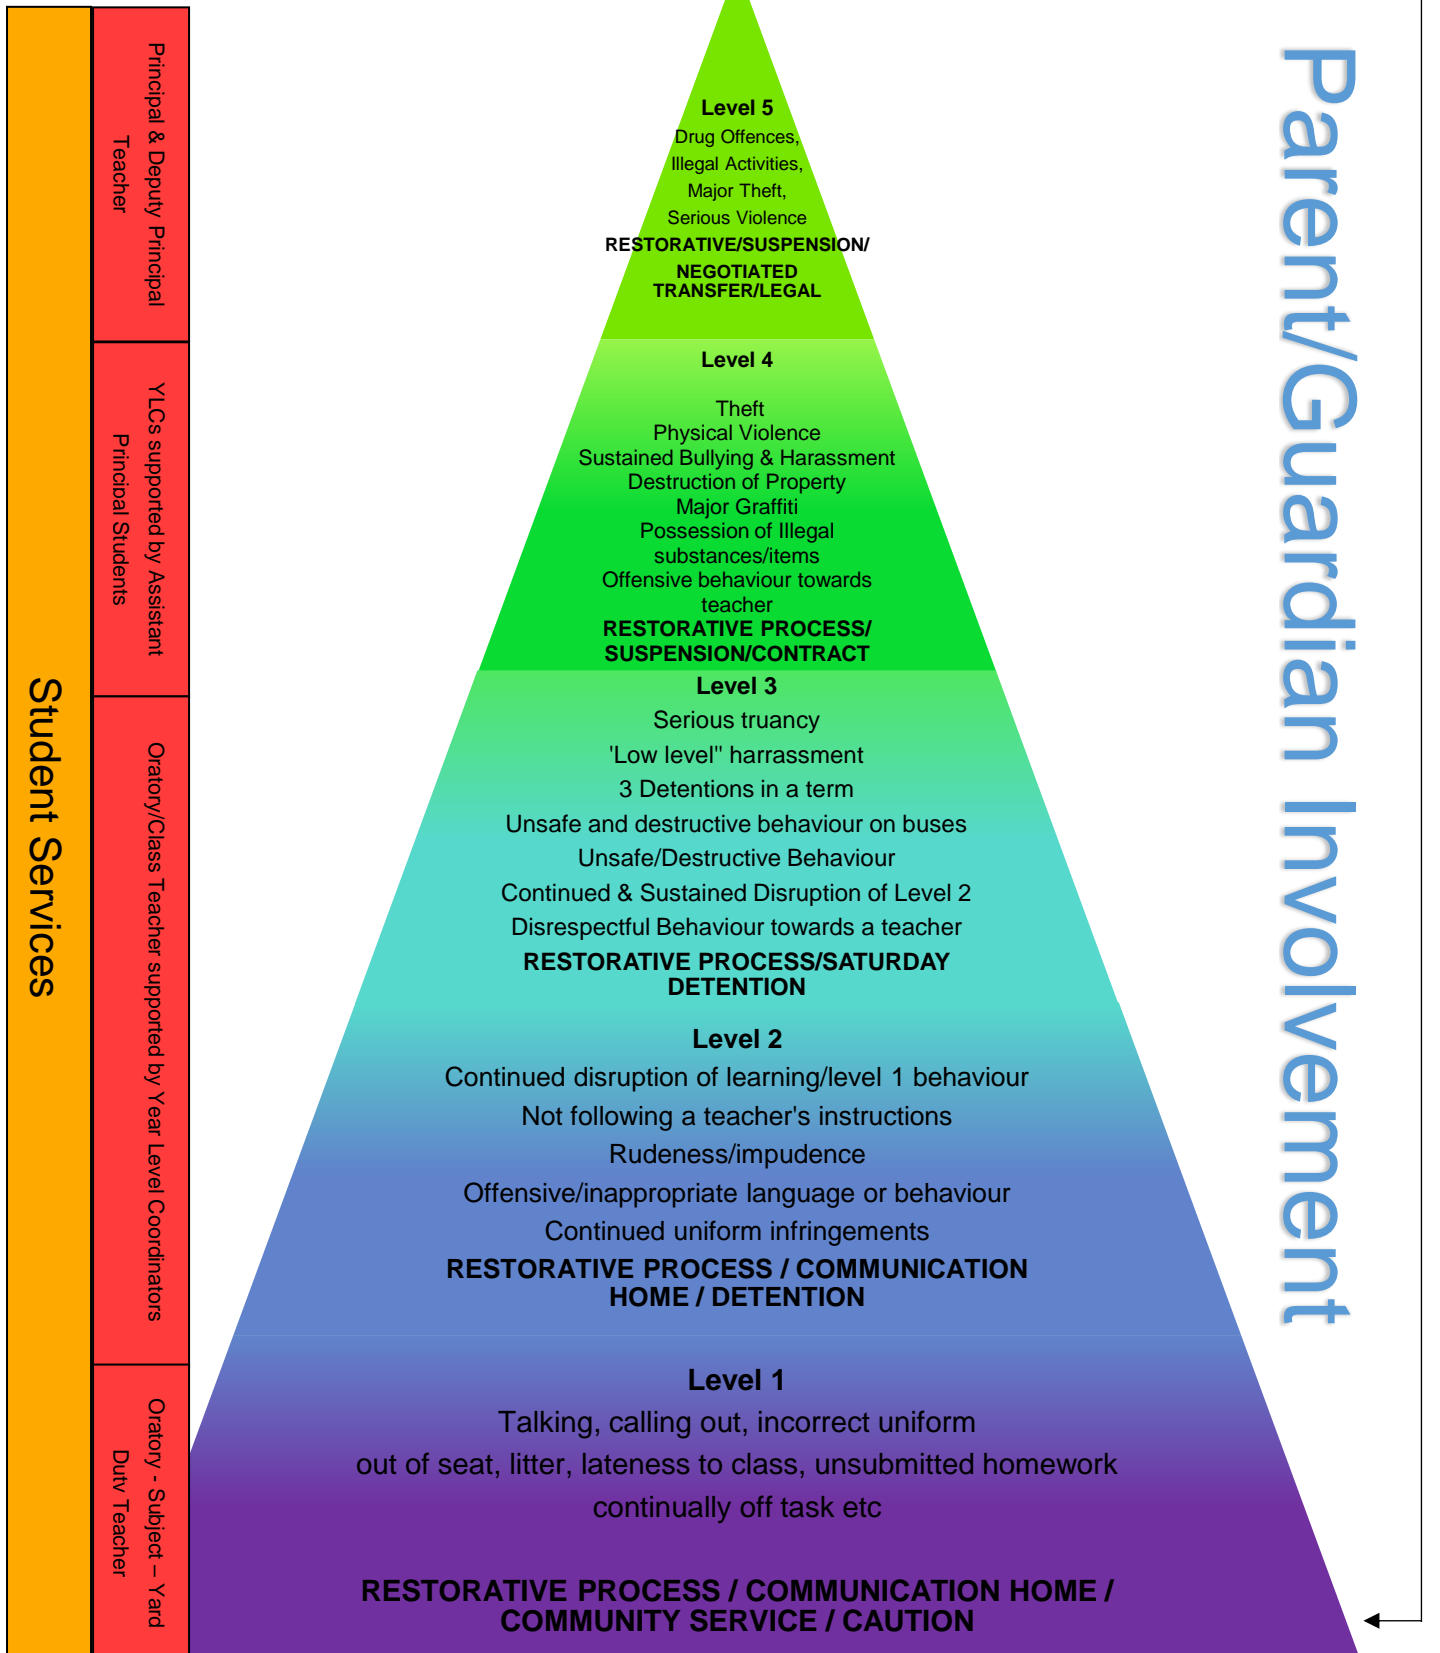 Student Services
Principal & Deputy Principal
Teacher
YLCs supported by Assistant
Principal Students
Oratory/Class Teacher supported by Year Level Coordinators
Oratory - Subject – Yard
Duty Teacher
Level 5
Drug Offences,
Illegal Activities,
Major Theft,
Serious Violence
RESTORATIVE/SUSPENSION/
NEGOTIATED
TRANSFER/LEGAL
Level 4
Theft
Physical Violence
Sustained Bullying & Harassment
Destruction of Property
Major Graffiti
Possession of Illegal
substances/items
Offensive behaviour towards
teacher
RESTORATIVE PROCESS/
SUSPENSION/CONTRACT
Level 3
Serious truancy
'Low level" harrassment
3 Detentions in a term
Unsafe and destructive behaviour on buses
Unsafe/Destructive Behaviour
Continued & Sustained Disruption of Level 2
Disrespectful Behaviour towards a teacher
RESTORATIVE PROCESS/SATURDAY
DETENTION
Level 2
Continued disruption of learning/level 1 behaviour
Not following a teacher's instructions
Rudeness/impudence
Offensive/inappropriate language or behaviour
Continued uniform infringements
RESTORATIVE PROCESS / COMMUNICATION
HOME / DETENTION
Level 1
Talking, calling out, incorrect uniform
out of seat, litter, lateness to class, unsubmitted homework
continually off task etc
RESTORATIVE PROCESS / COMMUNICATION HOME /
COMMUNITY SERVICE / CAUTION
Parent/Guardian Involvement